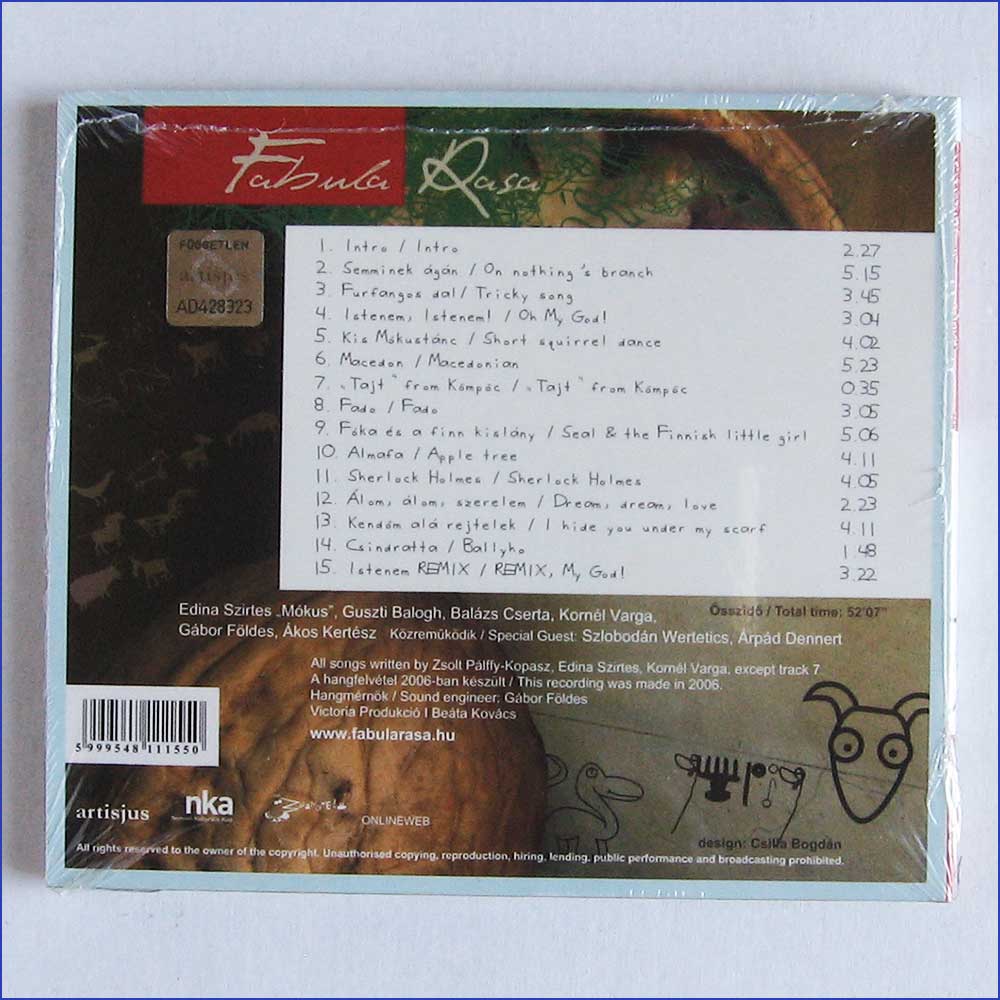 Fabula Rasa
FÜGGETLEN
artisjus
AD428323
1. Intro / Intro 2.27
2. Semminek ágán / On nothing's branch 5.15
3. Furfangos dal / Tricky song 3.45
4. Istenem, Istenem! / Oh My God! 3.04
5. Kis Mókustánc / Short squirrel dance 4.02
6. Macedon / Macedonian 5.23
7. „Tajt" from Kömpöc / „Tajt" from Kömpöc 0.35
8. Fado / Fado 3.05
9. Fóka és a finn kislány / Seal & the Finnish little girl 5.06
10. Almafa / Apple tree 4.11
11. Sherlock Holmes / Sherlock Holmes 4.05
12. Álom, álom, szerelem / Dream, dream, love 2.23
13. Kendőm alá rejtelek / I hide you under my scarf 4.11
14. Csindratta / Ballyho 1.48
15. Istenem REMIX / REMIX, My God! 3.22
Összidő / Total time: 52'07"
Edina Szirtes „Mókus", Guszti Balogh, Balázs Cserta, Kornél Varga,
Gábor Földes, Ákos Kertész Közreműködik / Special Guest: Szlobodán Wertetics, Árpád Dennert
All songs written by Zsolt Pálffy-Kopasz, Edina Szirtes, Kornél Varga, except track 7
A hangfelvétel 2006-ban készült / This recording was made in 2006.
Hangmérnök / Sound engineer: Gábor Földes
Victoria Produkció I Beáta Kovács
www.fabularasa.hu
5 999548 111550
artisjus
nka
Nemzeti Kulturális Alap
ONLINEWEB
design: Csilla Bogdán
All rights reserved to the owner of the copyright. Unauthorised copying, reproduction, hiring, lending, public performance and broadcasting prohibited.